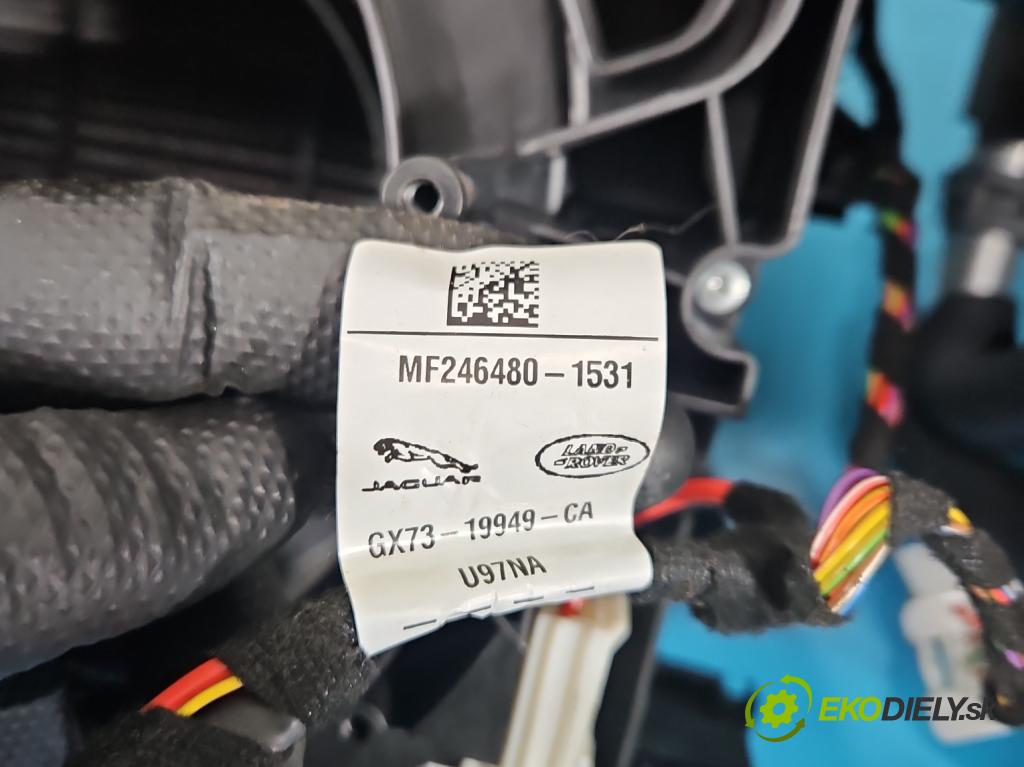 MF246480-1531
JAGUAR
LAND-
-ROVER
GX73-19949-CA
U97NA
EKODIELY.sk